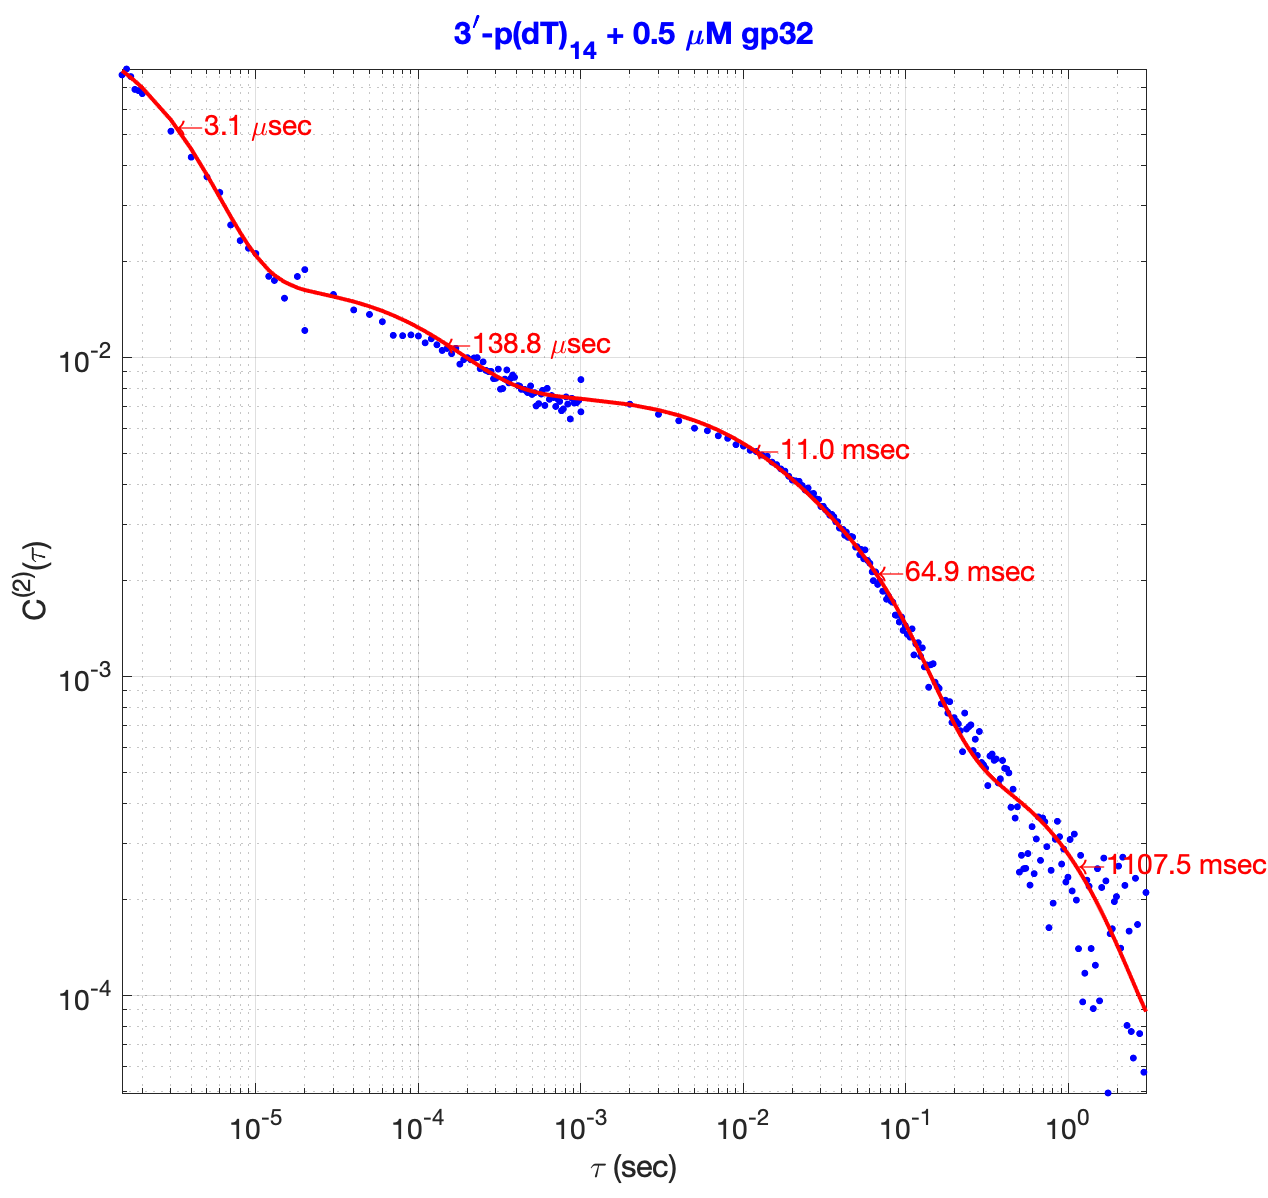 3′-p(dT)₁₄ + 0.5 μM gp32
←3.1 μsec
←138.8 μsec
←11.0 msec
←64.9 msec
←1107.5 msec
10⁻²
10⁻³
10⁻⁴
C⁽²⁾(τ)
10⁻⁵ 10⁻⁴ 10⁻³ 10⁻² 10⁻¹ 10⁰
τ (sec)